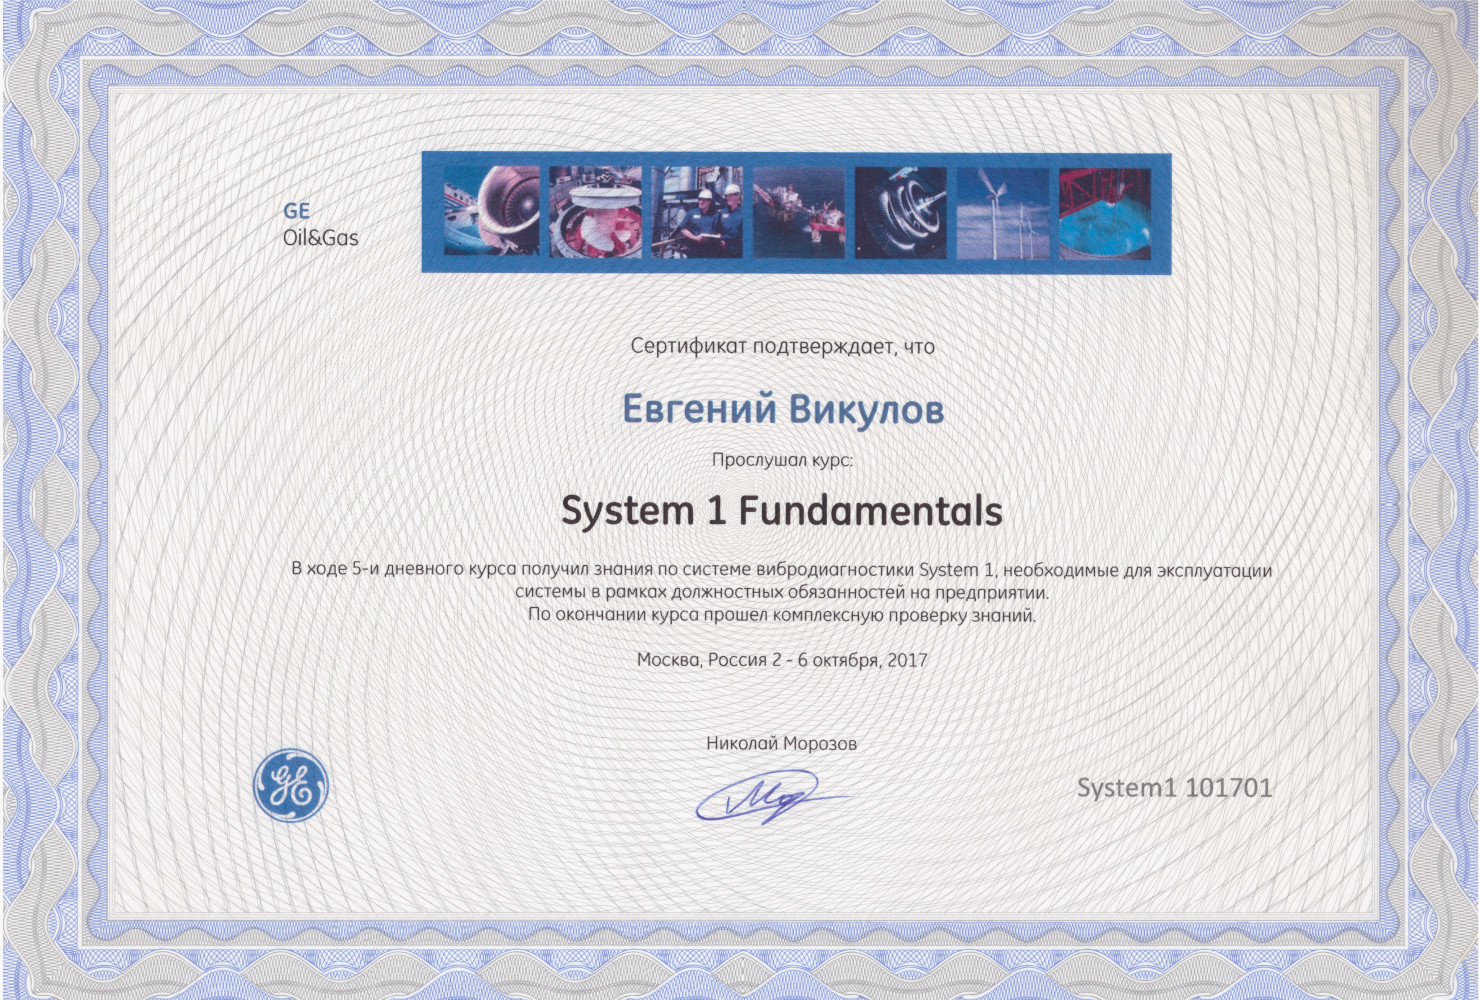 GE
Oil&Gas
Сертификат подтверждает, что
Евгений Викулов
Прослушал курс:
System 1 Fundamentals
В ходе 5-и дневного курса получил знания по системе вибродиагностики System 1, необходимые для эксплуатации
системы в рамках должностных обязанностей на предприятии.
По окончании курса прошел комплексную проверку знаний.
Москва, Россия 2 - 6 октября, 2017
Николай Морозов
GE
System1 101701